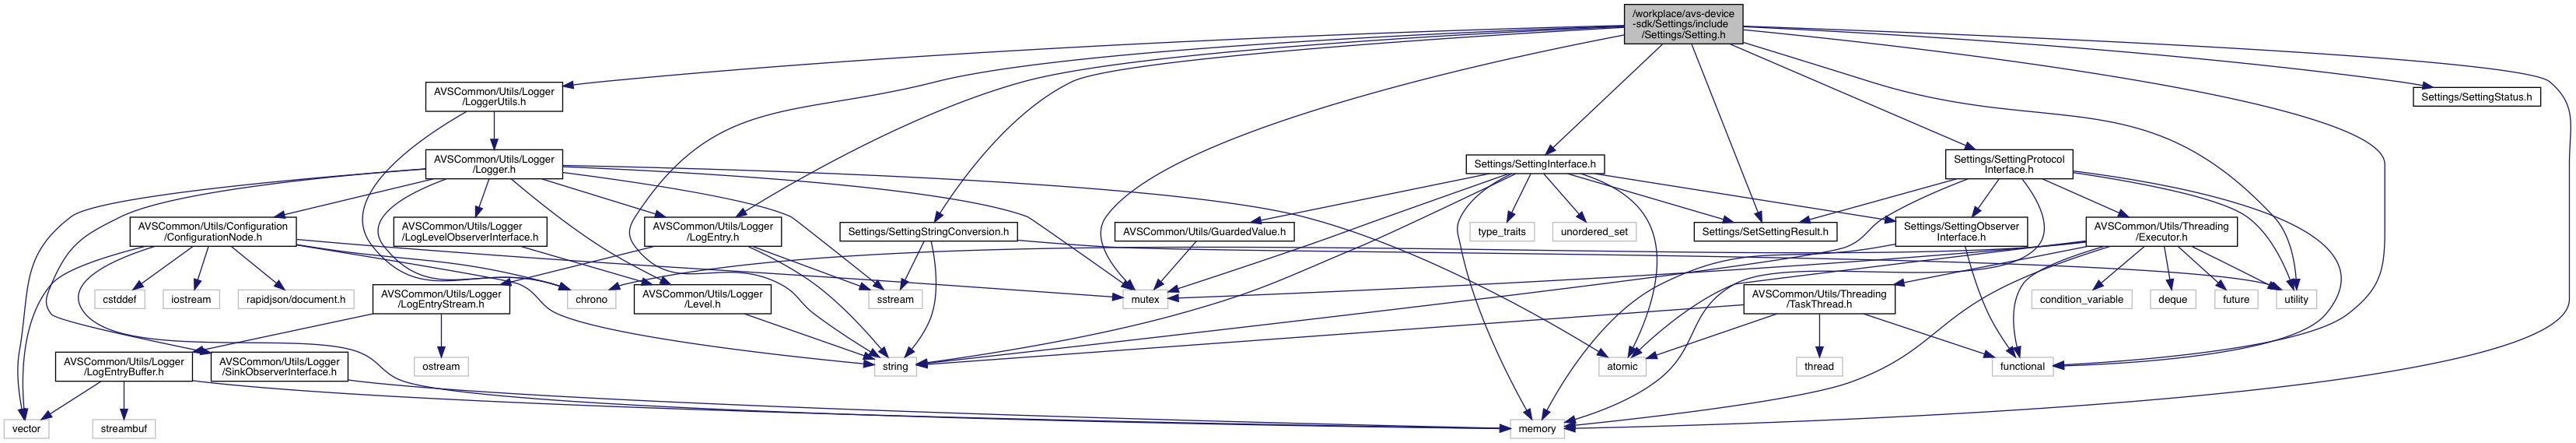 /workplace/avs-device
-sdk/Settings/include
/Settings/Setting.h
AVSCommon/Utils/Logger
/LoggerUtils.h
Settings/SettingStatus.h
AVSCommon/Utils/Logger
/Logger.h
Settings/SettingInterface.h
Settings/SettingProtocol
Interface.h
AVSCommon/Utils/Configuration
/ConfigurationNode.h
AVSCommon/Utils/Logger
/LogLevelObserverInterface.h
AVSCommon/Utils/Logger
/LogEntry.h
Settings/SettingStringConversion.h
AVSCommon/Utils/GuardedValue.h
type_traits
unordered_set
Settings/SetSettingResult.h
Settings/SettingObserver
Interface.h
AVSCommon/Utils/Threading
/Executor.h
cstddef
iostream
rapidjson/document.h
AVSCommon/Utils/Logger
/LogEntryStream.h
chrono
AVSCommon/Utils/Logger
/Level.h
sstream
mutex
AVSCommon/Utils/Threading
/TaskThread.h
condition_variable
deque
future
utility
AVSCommon/Utils/Logger
/LogEntryBuffer.h
AVSCommon/Utils/Logger
/SinkObserverInterface.h
ostream
string
atomic
thread
functional
vector
streambuf
memory